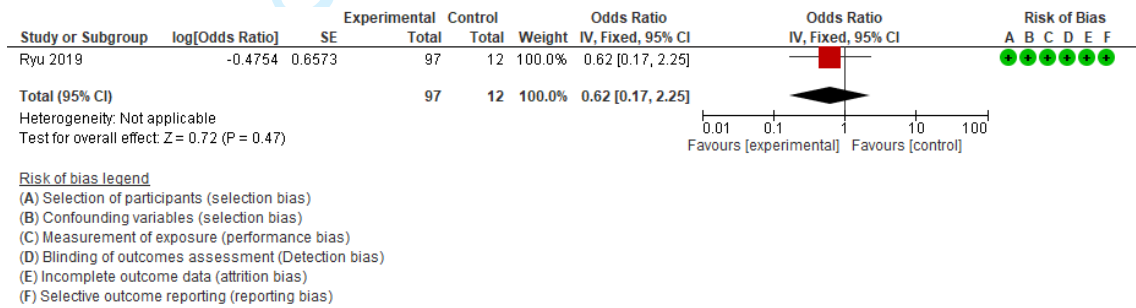 Experimental Control Odds Ratio Odds Ratio Risk of Bias
Study or Subgroup log[Odds Ratio] SE Total Total Weight IV, Fixed, 95% CI IV, Fixed, 95% CI A B C D E F
Ryu 2019 -0.4754 0.6573 97 12 100.0% 0.62 [0.17, 2.25] + + + + + +
Total (95% CI) 97 12 100.0% 0.62 [0.17, 2.25]
Heterogeneity: Not applicable
Test for overall effect: Z = 0.72 (P = 0.47)
0.01 0.1 1 10 100
Favours [experimental] Favours [control]
Risk of bias legend
(A) Selection of participants (selection bias)
(B) Confounding variables (selection bias)
(C) Measurement of exposure (performance bias)
(D) Blinding of outcomes assessment (Detection bias)
(E) Incomplete outcome data (attrition bias)
(F) Selective outcome reporting (reporting bias)